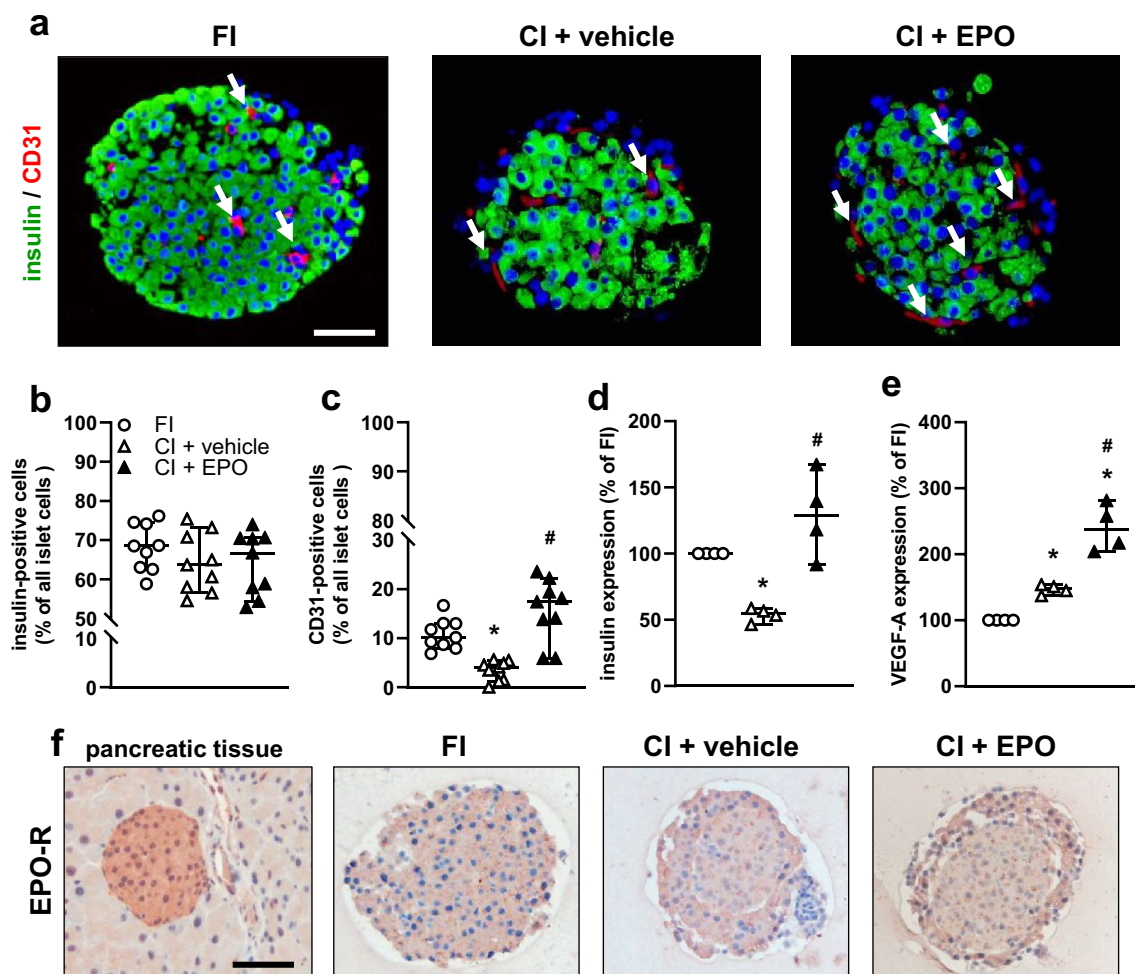 a
FI
CI + vehicle
CI + EPO
insulin / CD31
b
insulin-positive cells
(% of all islet cells )
100
90
80
70
60
50
10
0
FI
CI + vehicle
CI + EPO
c
CD31-positive cells
(% of all islet cells )
100
90
80
30
20
10
0
*
#
d
insulin expression (% of FI)
200
150
100
50
0
*
#
e
VEGF-A expression (% of FI)
400
300
200
100
0
*
#
*
f
pancreatic tissue
FI
CI + vehicle
CI + EPO
EPO-R